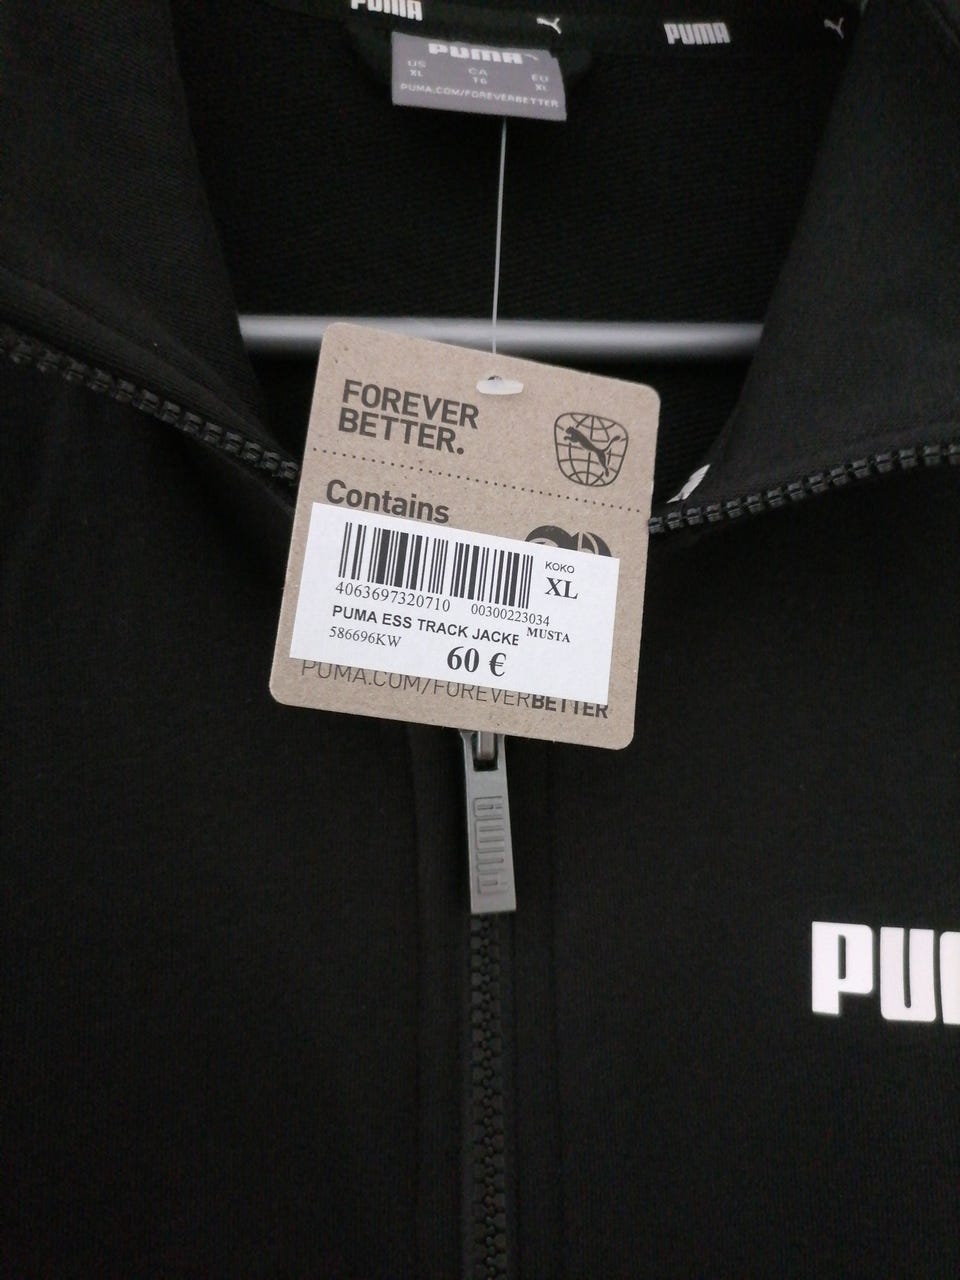 PUMA
PUMA
PUMA
US CA EU
XL 16 XL
PUMA.COM/FOREVERBETTER
FOREVER
BETTER.
Contains
KOKO
XL
4063697320710 00300223034
PUMA ESS TRACK JACKE MUSTA
586696KW
60 €
PUMA.COM/FOREVERBETTER
PUMA
PU